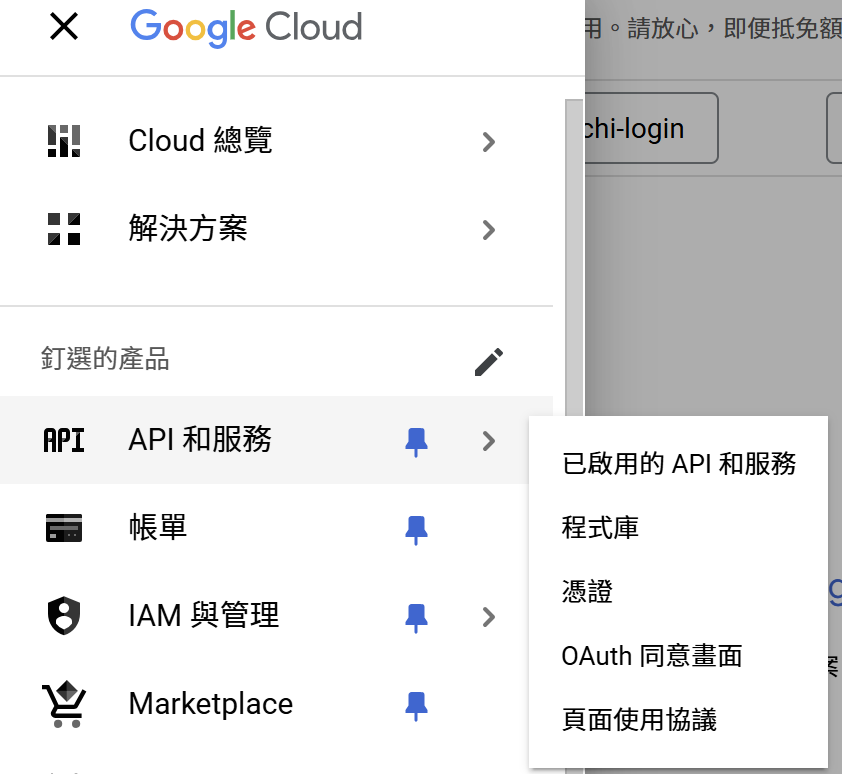 Google Cloud
用。請放心，即便抵免額
Cloud 總覽
chi-login
解決方案
釘選的產品
API API 和服務
已啟用的 API 和服務
帳單
程式庫
憑證
IAM 與管理
OAuth 同意畫面
案
Marketplace
頁面使用協議